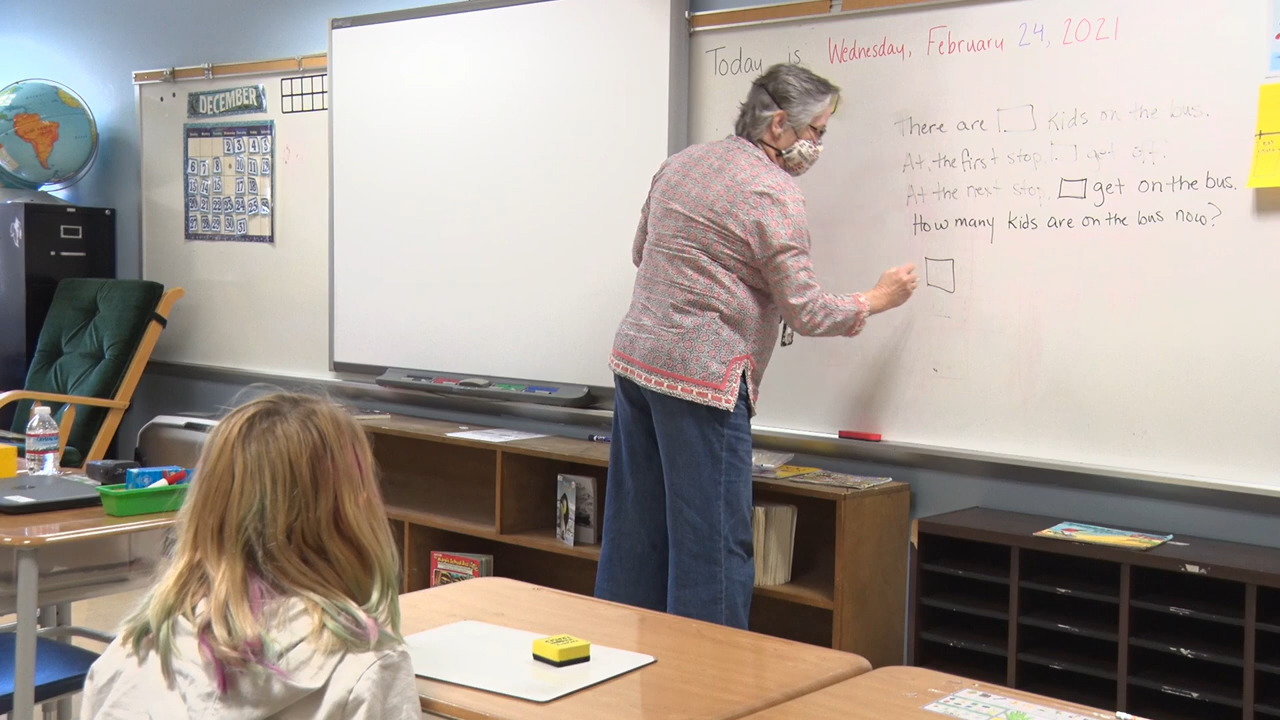 Today is Wednesday, February 24, 2021
DECEMBER
There are kids on the bus.
At the first stop get off.
At the next stop, get on the bus.
How many kids are on the bus now?